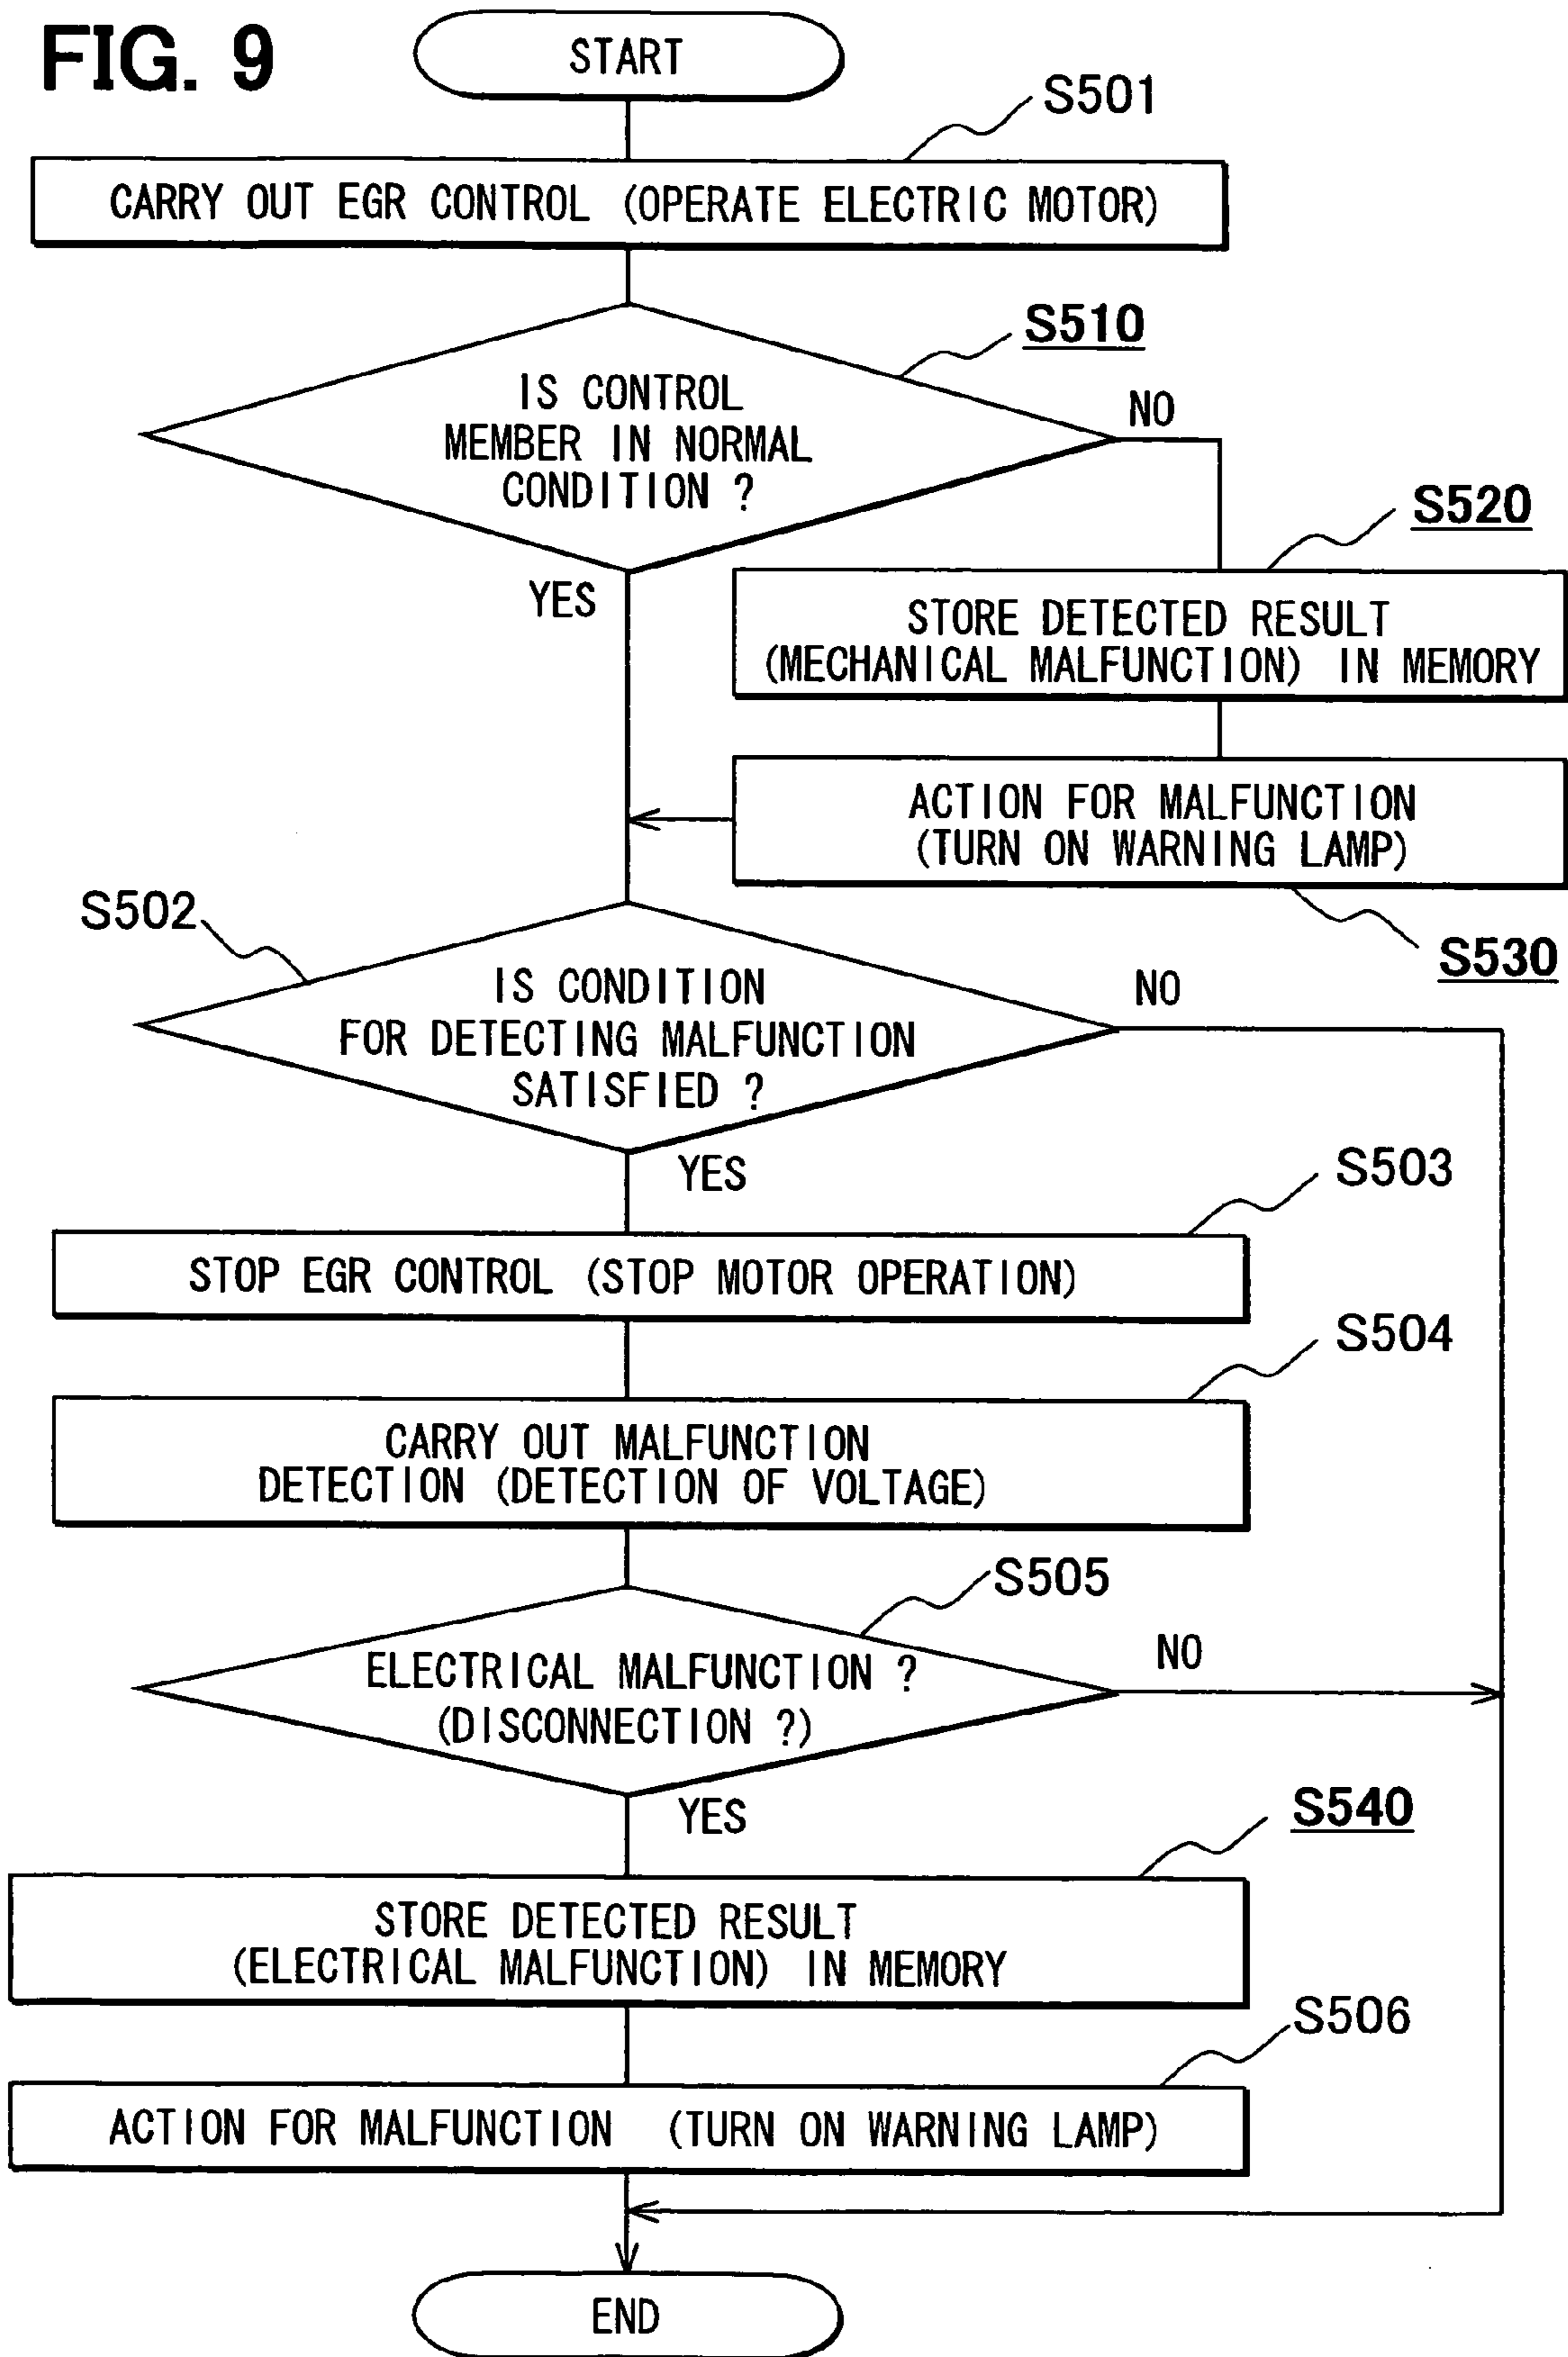 FIG. 9
START
S501
CARRY OUT EGR CONTROL (OPERATE ELECTRIC MOTOR)
S510
IS CONTROL
MEMBER IN NORMAL
CONDITION ?
NO
YES
S520
STORE DETECTED RESULT
(MECHANICAL MALFUNCTION) IN MEMORY
ACTION FOR MALFUNCTION
(TURN ON WARNING LAMP)
S530
S502
IS CONDITION
FOR DETECTING MALFUNCTION
SATISFIED ?
NO
YES
S503
STOP EGR CONTROL (STOP MOTOR OPERATION)
S504
CARRY OUT MALFUNCTION
DETECTION (DETECTION OF VOLTAGE)
S505
ELECTRICAL MALFUNCTION ?
(DISCONNECTION ?)
NO
YES
S540
STORE DETECTED RESULT
(ELECTRICAL MALFUNCTION) IN MEMORY
S506
ACTION FOR MALFUNCTION (TURN ON WARNING LAMP)
END